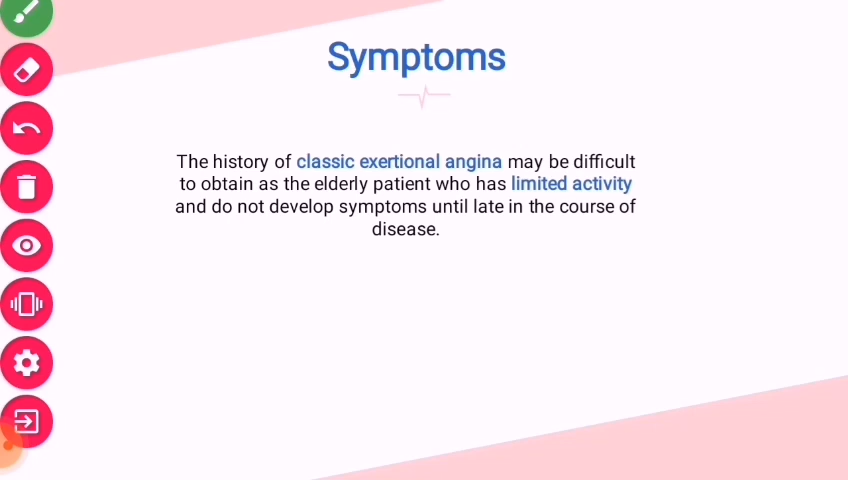 Symptoms
The history of classic exertional angina may be difficult
to obtain as the elderly patient who has limited activity
and do not develop symptoms until late in the course of
disease.